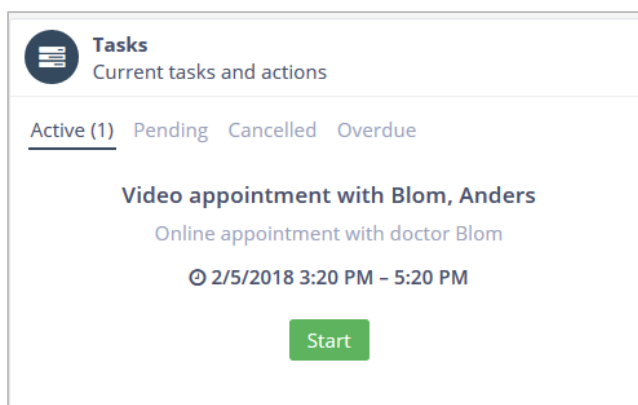 Tasks
Current tasks and actions
Active (1) Pending Cancelled Overdue
Video appointment with Blom, Anders
Online appointment with doctor Blom
2/5/2018 3:20 PM – 5:20 PM
Start